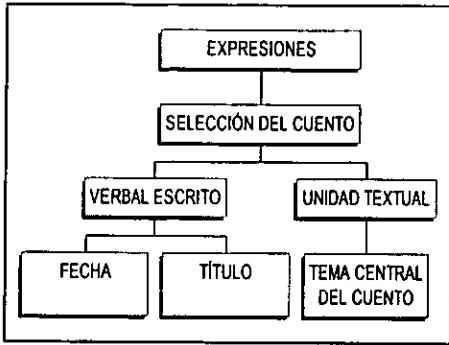 EXPRESIONES
SELECCIÓN DEL CUENTO
VERBAL ESCRITO
UNIDAD TEXTUAL
FECHA
TÍTULO
TEMA CENTRAL
DEL CUENTO